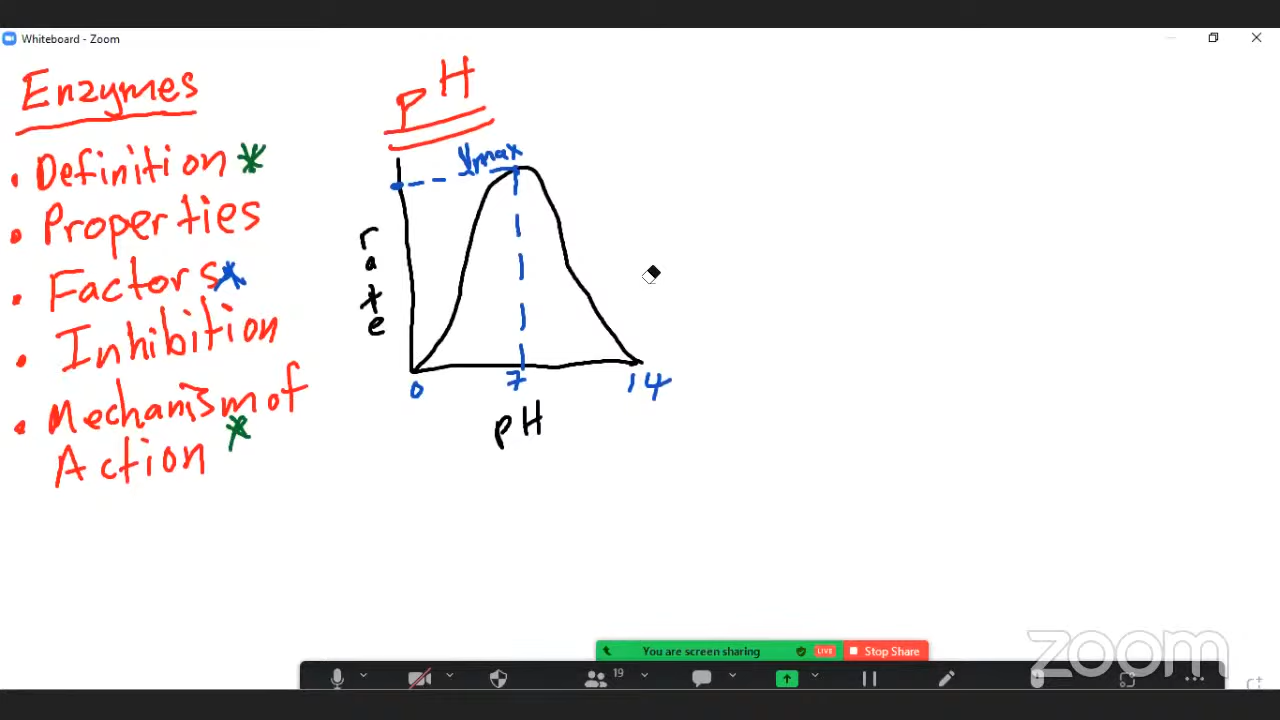 Whiteboard - Zoom
Enzymes
• Definition *
• Properties
• Factors *
• Inhibition
• Mechanism of
Action *
pH
Vmax
rate
0 7 14
pH
You are screen sharing LIVE Stop Share
19
zoom